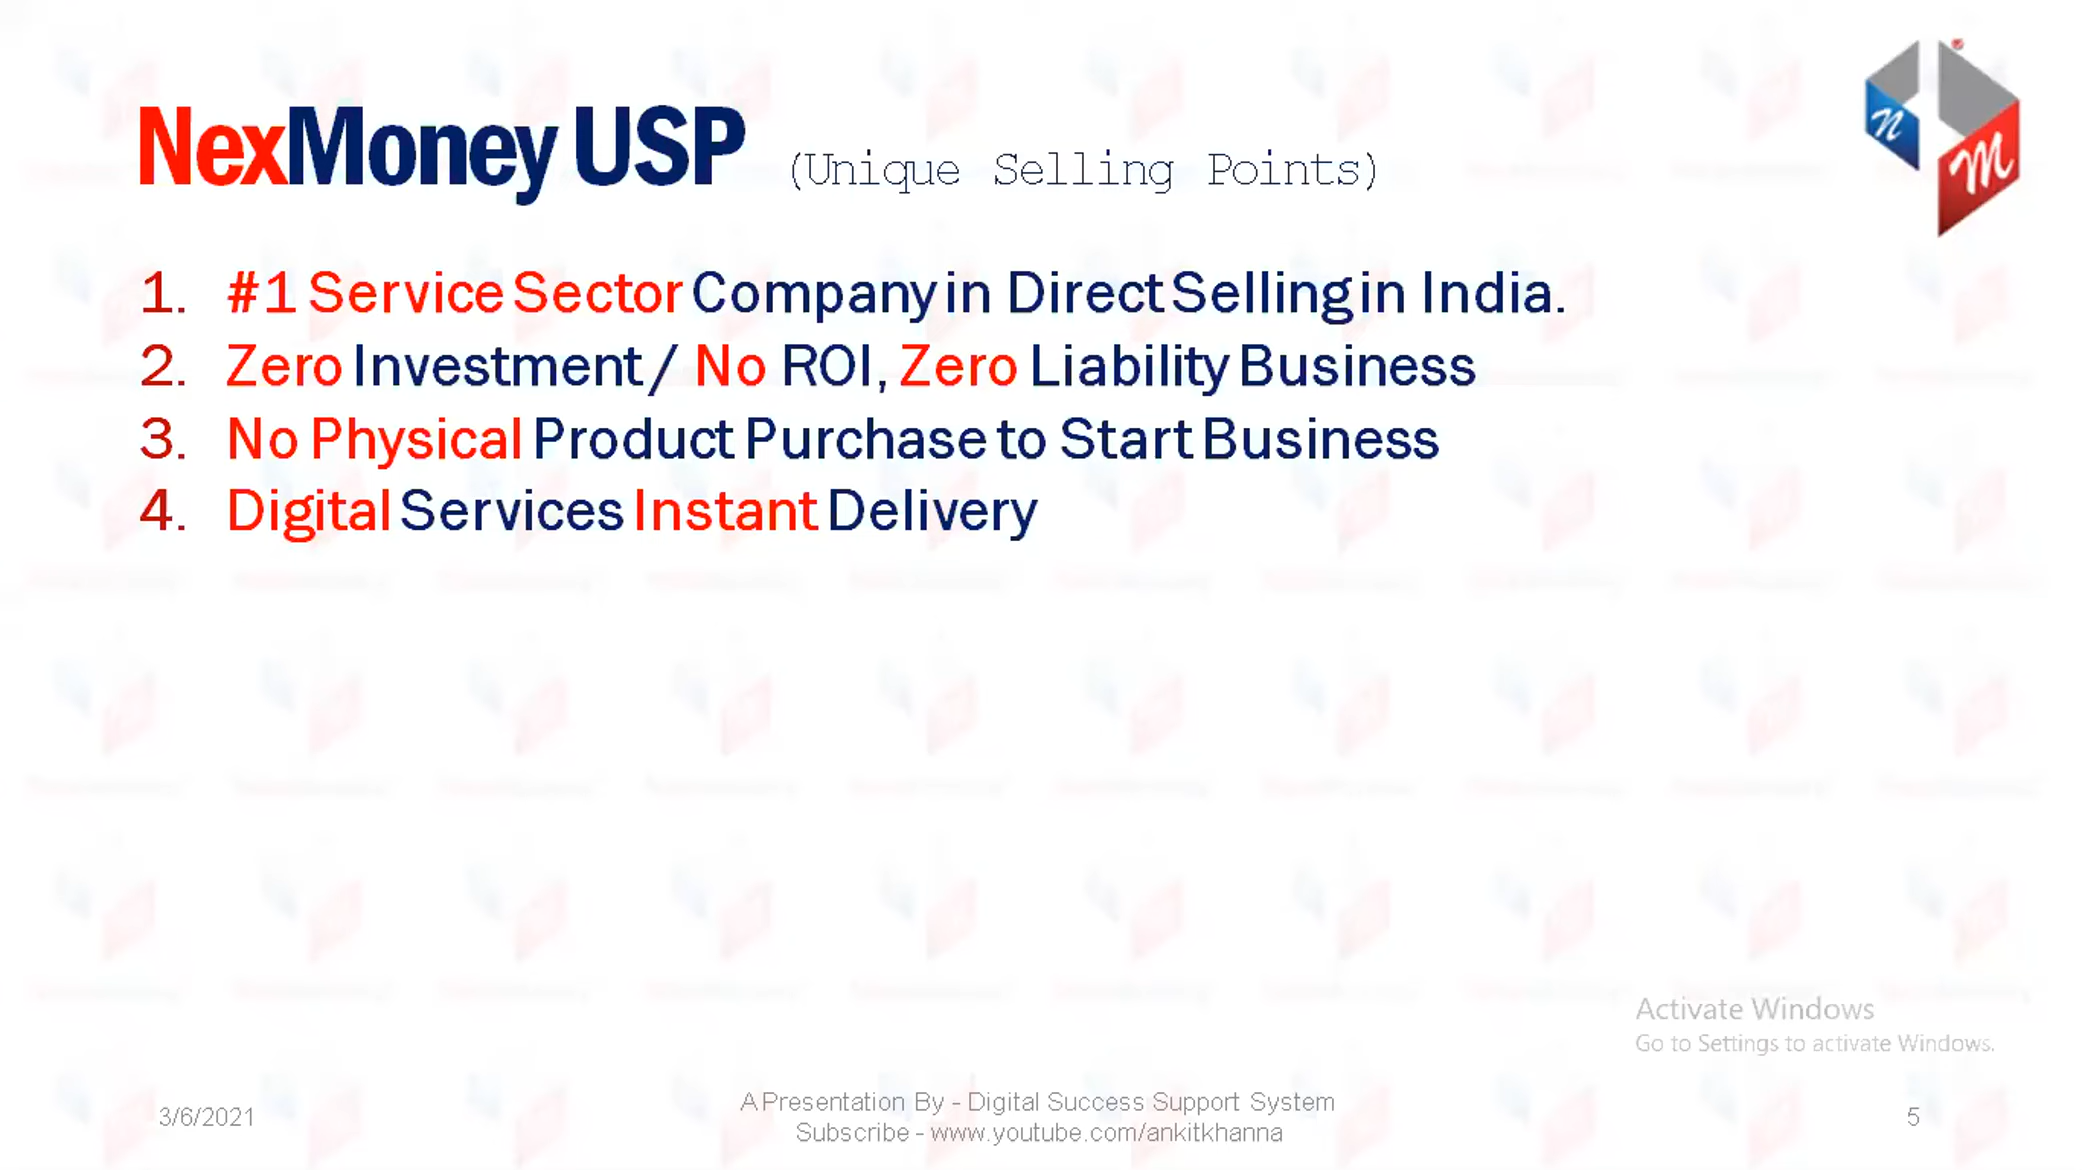 NexMoney USP (Unique Selling Points)
n
M
1. #1 Service Sector Company in Direct Selling in India.
2. Zero Investment / No ROI, Zero Liability Business
3. No Physical Product Purchase to Start Business
4. Digital Services Instant Delivery
Activate Windows
Go to Settings to activate Windows.
3/6/2021
A Presentation By - Digital Success Support System
Subscribe - www.youtube.com/ankitkhanna
5